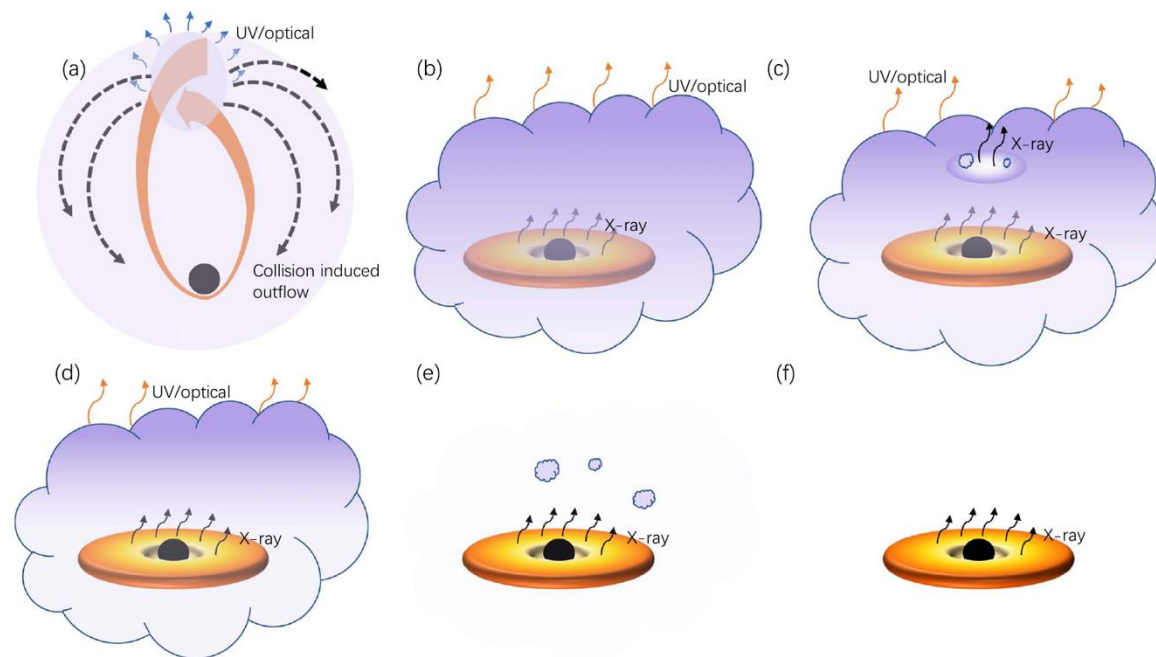 (a)
UV/optical
Collision induced
outflow
(b)
UV/optical
X-ray
(c)
UV/optical
X-ray
X-ray
(d)
UV/optical
X-ray
(e)
X-ray
(f)
X-ray